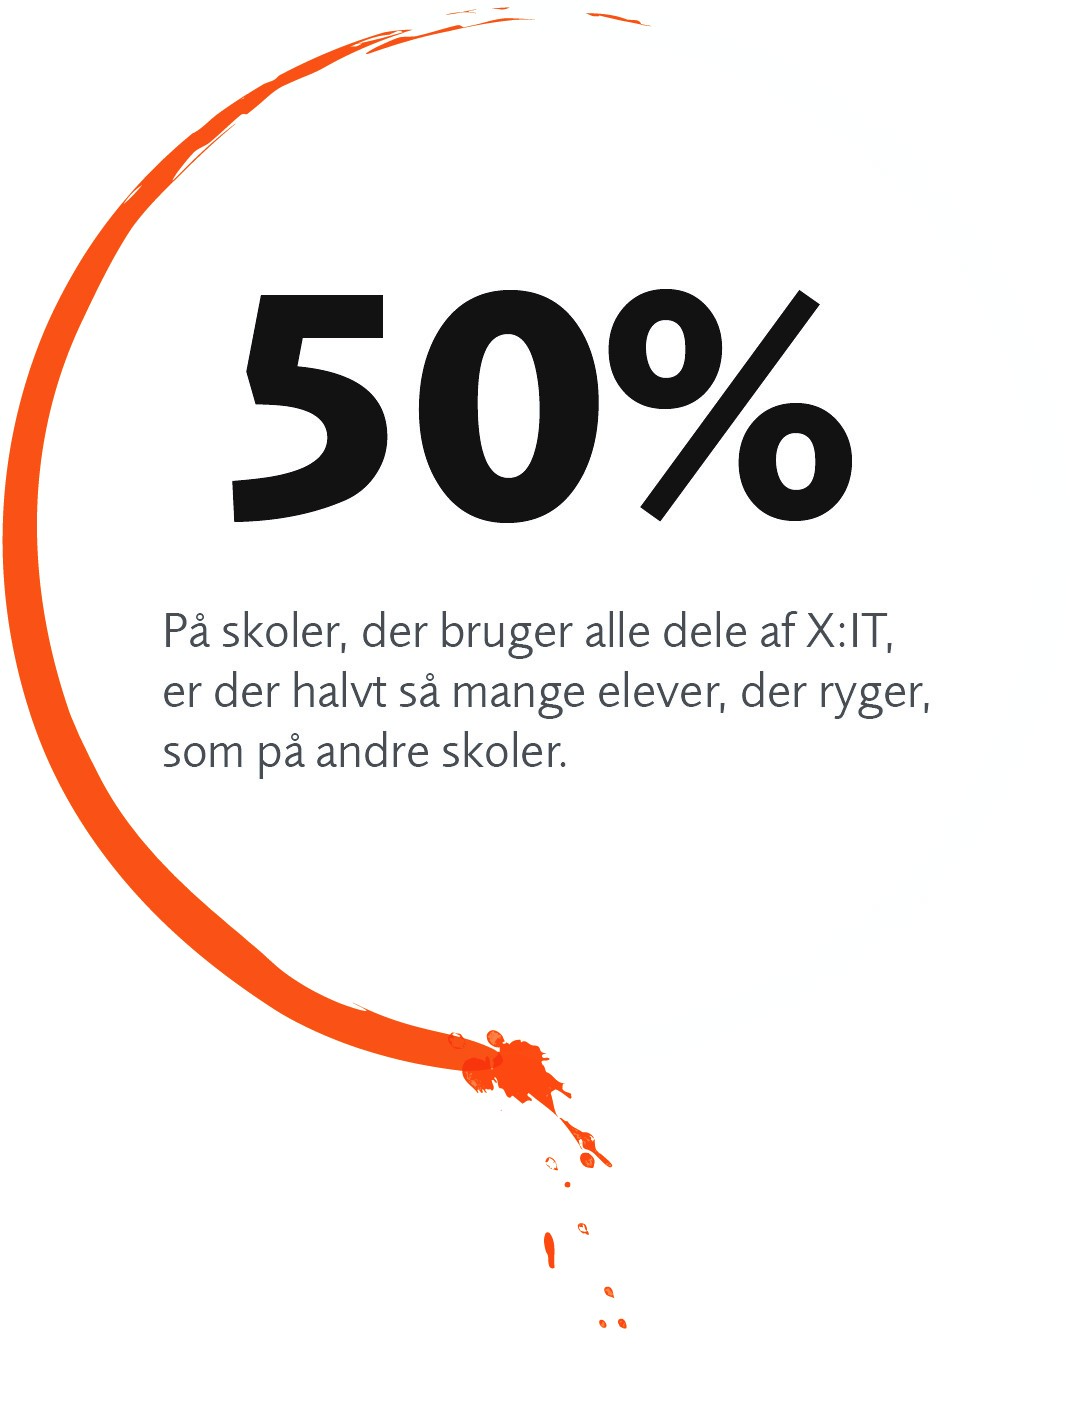 50%
På skoler, der bruger alle dele af X:IT,
er der halvt så mange elever, der ryger,
som på andre skoler.